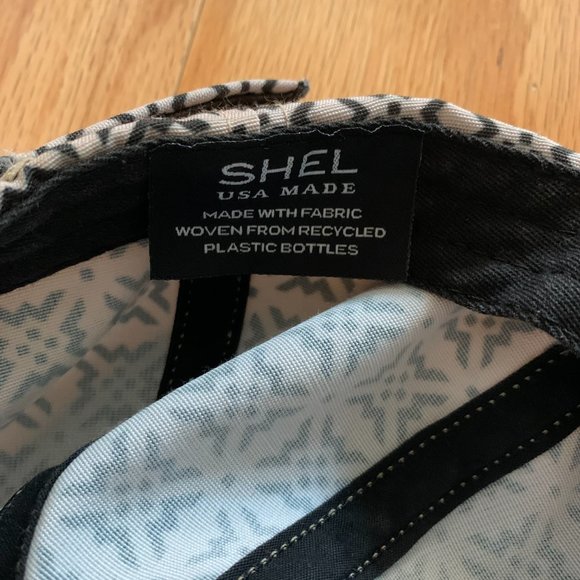 SHEL
USA MADE
MADE WITH FABRIC
WOVEN FROM RECYCLED
PLASTIC BOTTLES